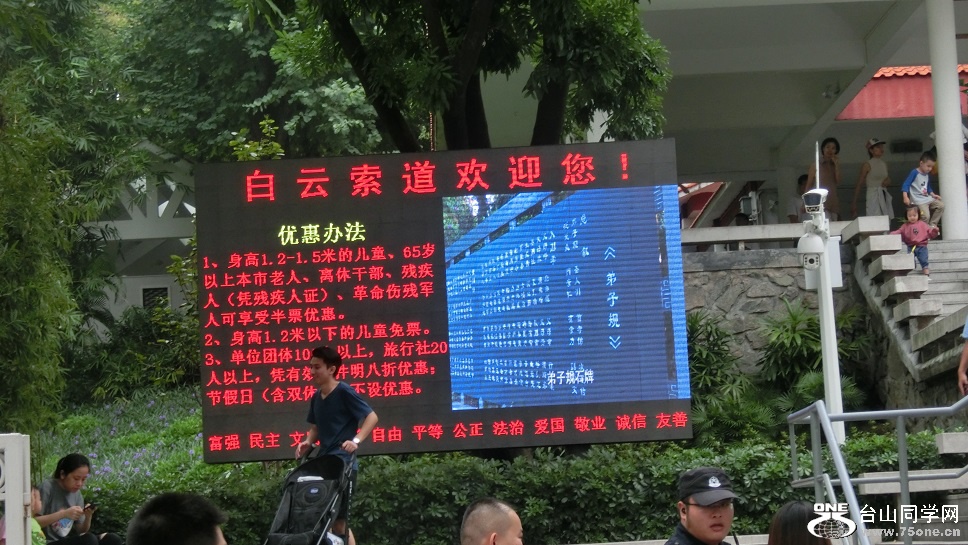 白云索道欢迎您！
优惠办法
1、身高1.2-1.5米的儿童、65岁
以上本市老人、离休干部、残疾
人（凭残疾人证）、革命伤残军
人可享受半票优惠。
2、身高1.2米以下的儿童免票。
3、单位团体10 以上，旅行社20
人以上，凭有 件明八折优惠；
节假日（含双休 不设优惠。
《弟子规》
弟子规石牌
富强 民主 文 自由 平等 公正 法治 爱国 敬业 诚信 友善
ONE 台山同学网
www.75one.cn